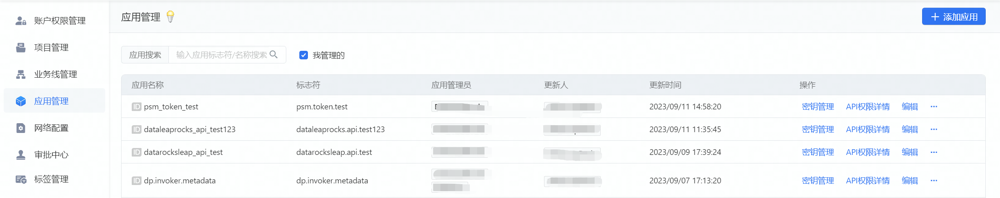 账户权限管理
项目管理
业务线管理
应用管理
网络配置
审批中心
标签管理
应用管理
添加应用
应用搜索 输入应用标志符/名称搜索 我管理的
应用名称 标志符 应用管理员 更新人 更新时间 操作
ID psm_token_test psm.token.test 2023/09/11 14:58:20 密钥管理 API权限详情 编辑 ···
ID dataleaprocks_api_test123 dataleaprocks.api.test123 2023/09/11 11:35:45 密钥管理 API权限详情 编辑 ···
ID datarocksleap_api_test datarocksleap.api.test 2023/09/09 17:39:24 密钥管理 API权限详情 编辑 ···
ID dp.invoker.metadata dp.invoker.metadata 2023/09/07 17:13:20 密钥管理 API权限详情 编辑 ···